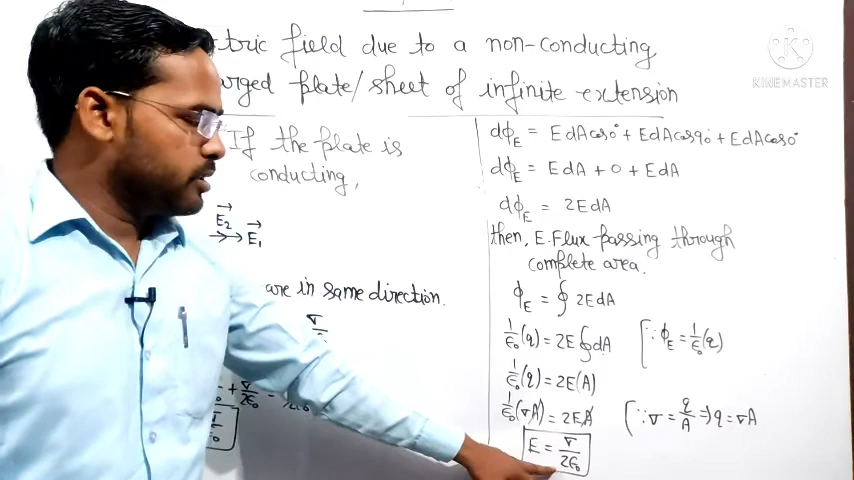 tric field due to a non-conducting
arged plate/sheet of infinite extension
KINEMASTER
If the plate is
conducting,
E₂→ E₁→
are in same direction.
dϕE = EdAcos0° + EdAcos90° + EdAcos0°
dϕE = EdA + 0 + EdA
dϕE = 2EdA
then, E.Flux passing through
complete area.
ϕE = ∮ 2EdA
1/ε₀ (q) = 2E ∮dA [∵ ϕE = 1/ε₀ (q)
1/ε₀ (q) = 2E(A)
1/ε₀ (σA) = 2EA [∵ σ = q/A ⇒ q = σA
E = σ/2ε₀